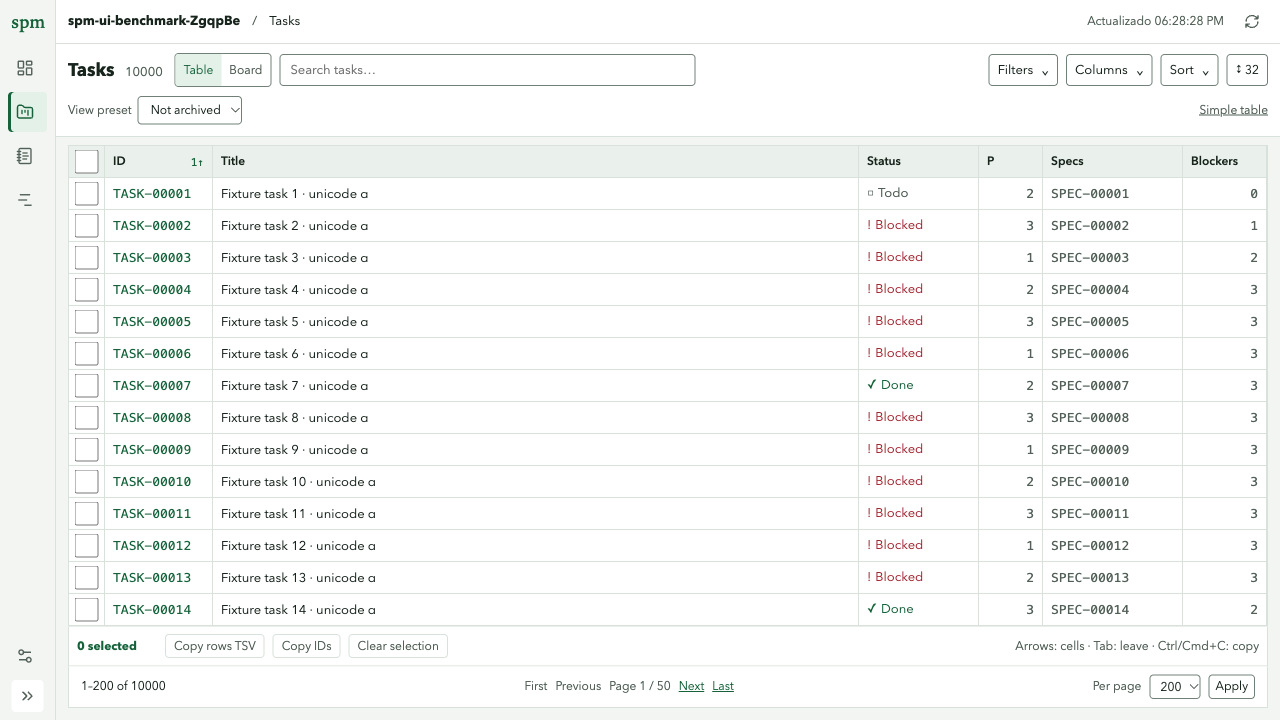 spm
spm-ui-benchmark-ZgqpBe / Tasks Actualizado 06:28:28 PM
Tasks 10000 Table Board Search tasks… Filters Columns Sort ↕ 32
View preset Not archived Simple table
ID 1↑ Title Status P Specs Blockers
TASK-00001 Fixture task 1 · unicode α ▫ Todo 2 SPEC-00001 0
TASK-00002 Fixture task 2 · unicode α ! Blocked 3 SPEC-00002 1
TASK-00003 Fixture task 3 · unicode α ! Blocked 1 SPEC-00003 2
TASK-00004 Fixture task 4 · unicode α ! Blocked 2 SPEC-00004 3
TASK-00005 Fixture task 5 · unicode α ! Blocked 3 SPEC-00005 3
TASK-00006 Fixture task 6 · unicode α ! Blocked 1 SPEC-00006 3
TASK-00007 Fixture task 7 · unicode α ✓ Done 2 SPEC-00007 3
TASK-00008 Fixture task 8 · unicode α ! Blocked 3 SPEC-00008 3
TASK-00009 Fixture task 9 · unicode α ! Blocked 1 SPEC-00009 3
TASK-00010 Fixture task 10 · unicode α ! Blocked 2 SPEC-00010 3
TASK-00011 Fixture task 11 · unicode α ! Blocked 3 SPEC-00011 3
TASK-00012 Fixture task 12 · unicode α ! Blocked 1 SPEC-00012 3
TASK-00013 Fixture task 13 · unicode α ! Blocked 2 SPEC-00013 3
TASK-00014 Fixture task 14 · unicode α ✓ Done 3 SPEC-00014 2
0 selected Copy rows TSV Copy IDs Clear selection Arrows: cells · Tab: leave · Ctrl/Cmd+C: copy
1–200 of 10000 First Previous Page 1 / 50 Next Last Per page 200 Apply